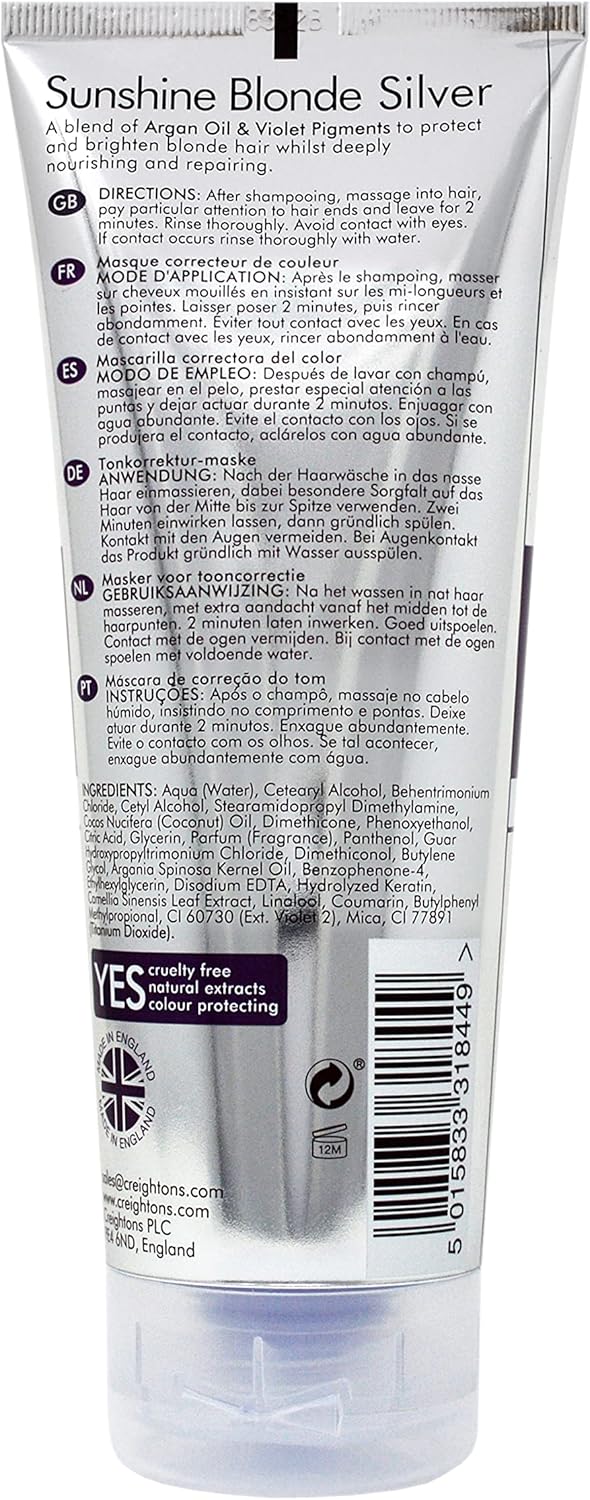 Sunshine Blonde Silver
A blend of Argan Oil & Violet Pigments to protect
and brighten blonde hair whilst deeply
nourishing and repairing.
GB DIRECTIONS: After shampooing, massage into hair,
pay particular attention to hair ends and leave for 2
minutes. Rinse thoroughly. Avoid contact with eyes.
If contact occurs rinse thoroughly with water.
FR Masque correcteur de couleur
MODE D'APPLICATION: Après le shampoing, masser
sur cheveux mouillés en insistant sur les mi-longueurs et
les pointes. Laisser poser 2 minutes, puis rincer
abondamment. Éviter tout contact avec les yeux. En cas
de contact avec les yeux, rincer abondamment à l'eau.
ES Mascarilla correctora del color
MODO DE EMPLEO: Después de lavar con champú,
masajear en el pelo, prestar especial atención a las
puntas y dejar actuar durante 2 minutos. Enjuagar con
agua abundante. Evite el contacto con los ojos. Si se
produjera el contacto, aclárelos con agua abundante.
DE Tonkorrektur-maske
ANWENDUNG: Nach der Haarwäsche in das nasse
Haar einmassieren, dabei besondere Sorgfalt auf das
Haar von der Mitte bis zur Spitze verwenden. Zwei
Minuten einwirken lassen, dann gründlich spülen.
Kontakt mit den Augen vermeiden. Bei Augenkontakt
das Produkt gründlich mit Wasser ausspülen.
NL Masker voor tooncorrectie
GEBRUIKSAANWIJZING: Na het wassen in nat haar
masseren, met extra aandacht vanaf het midden tot de
haarpunten. 2 minuten laten inwerken. Goed uitspoelen.
Contact met de ogen vermijden. Bij contact met de ogen
spoelen met voldoende water.
PT Máscara de correção do tom
INSTRUÇÕES: Após o champô, massaje no cabelo
húmido, insistindo no comprimento e pontas. Deixe
atuar durante 2 minutos. Enxague abundantemente.
Evite o contacto com os olhos. Se tal acontecer,
enxague abundantemente com água.
INGREDIENTS: Aqua (Water), Cetearyl Alcohol, Behentrimonium
Chloride, Cetyl Alcohol, Stearamidopropyl Dimethylamine,
Cocos Nucifera (Coconut) Oil, Dimethicone, Phenoxyethanol,
Citric Acid, Glycerin, Parfum (Fragrance), Panthenol, Guar
Hydroxypropyltrimonium Chloride, Dimethiconol, Butylene
Glycol, Argania Spinosa Kernel Oil, Benzophenone-4,
Ethylhexylglycerin, Disodium EDTA, Hydrolyzed Keratin,
Camellia Sinensis Leaf Extract, Linalool, Coumarin, Butylphenyl
Methylpropional, CI 60730 (Ext. Violet 2), Mica, CI 77891
(Titanium Dioxide).
YES cruelty free
natural extracts
colour protecting
MADE IN ENGLAND
MADE IN ENGLAND
®
12M
sales@creightons.com
www.creightons.com
Creightons PLC
PE4 6ND, England
5 015833 318449 >